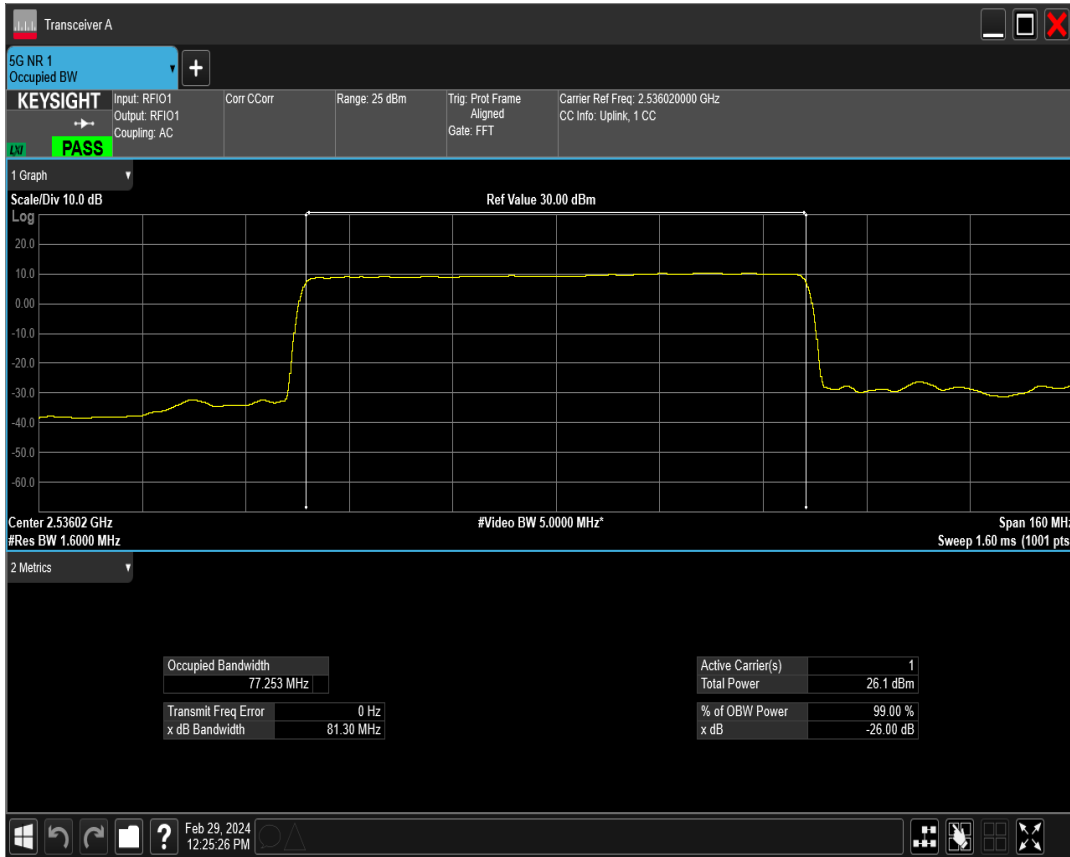 Transceiver A
5G NR 1
Occupied BW
KEYSIGHT
Input: RFIO1
Output: RFIO1
Coupling: AC
Corr CCorr
Range: 25 dBm
Trig: Prot Frame
Aligned
Gate: FFT
Carrier Ref Freq: 2.536020000 GHz
CC Info: Uplink, 1 CC
LXI
PASS
1 Graph
Scale/Div 10.0 dB
Ref Value 30.00 dBm
Log
20.0
10.0
0.00
-10.0
-20.0
-30.0
-40.0
-50.0
-60.0
Center 2.53602 GHz
#Video BW 5.0000 MHz*
Span 160 MHz
#Res BW 1.6000 MHz
Sweep 1.60 ms (1001 pts
2 Metrics
Occupied Bandwidth
77.253 MHz
Active Carrier(s) 1
Total Power 26.1 dBm
Transmit Freq Error 0 Hz
x dB Bandwidth 81.30 MHz
% of OBW Power 99.00 %
x dB -26.00 dB
?
Feb 29, 2024
12:25:26 PM